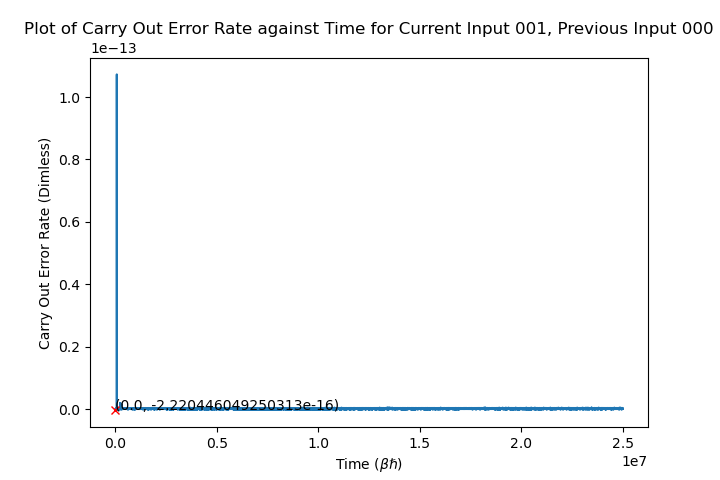 Plot of Carry Out Error Rate against Time for Current Input 001, Previous Input 000
1e−13
1.0
0.8
0.6
0.4
0.2
0.0
Carry Out Error Rate (Dimless)
(0.0, -2.220446049250313e-16)
0.0
0.5
1.0
1.5
2.0
2.5
1e7
Time (βℏ)